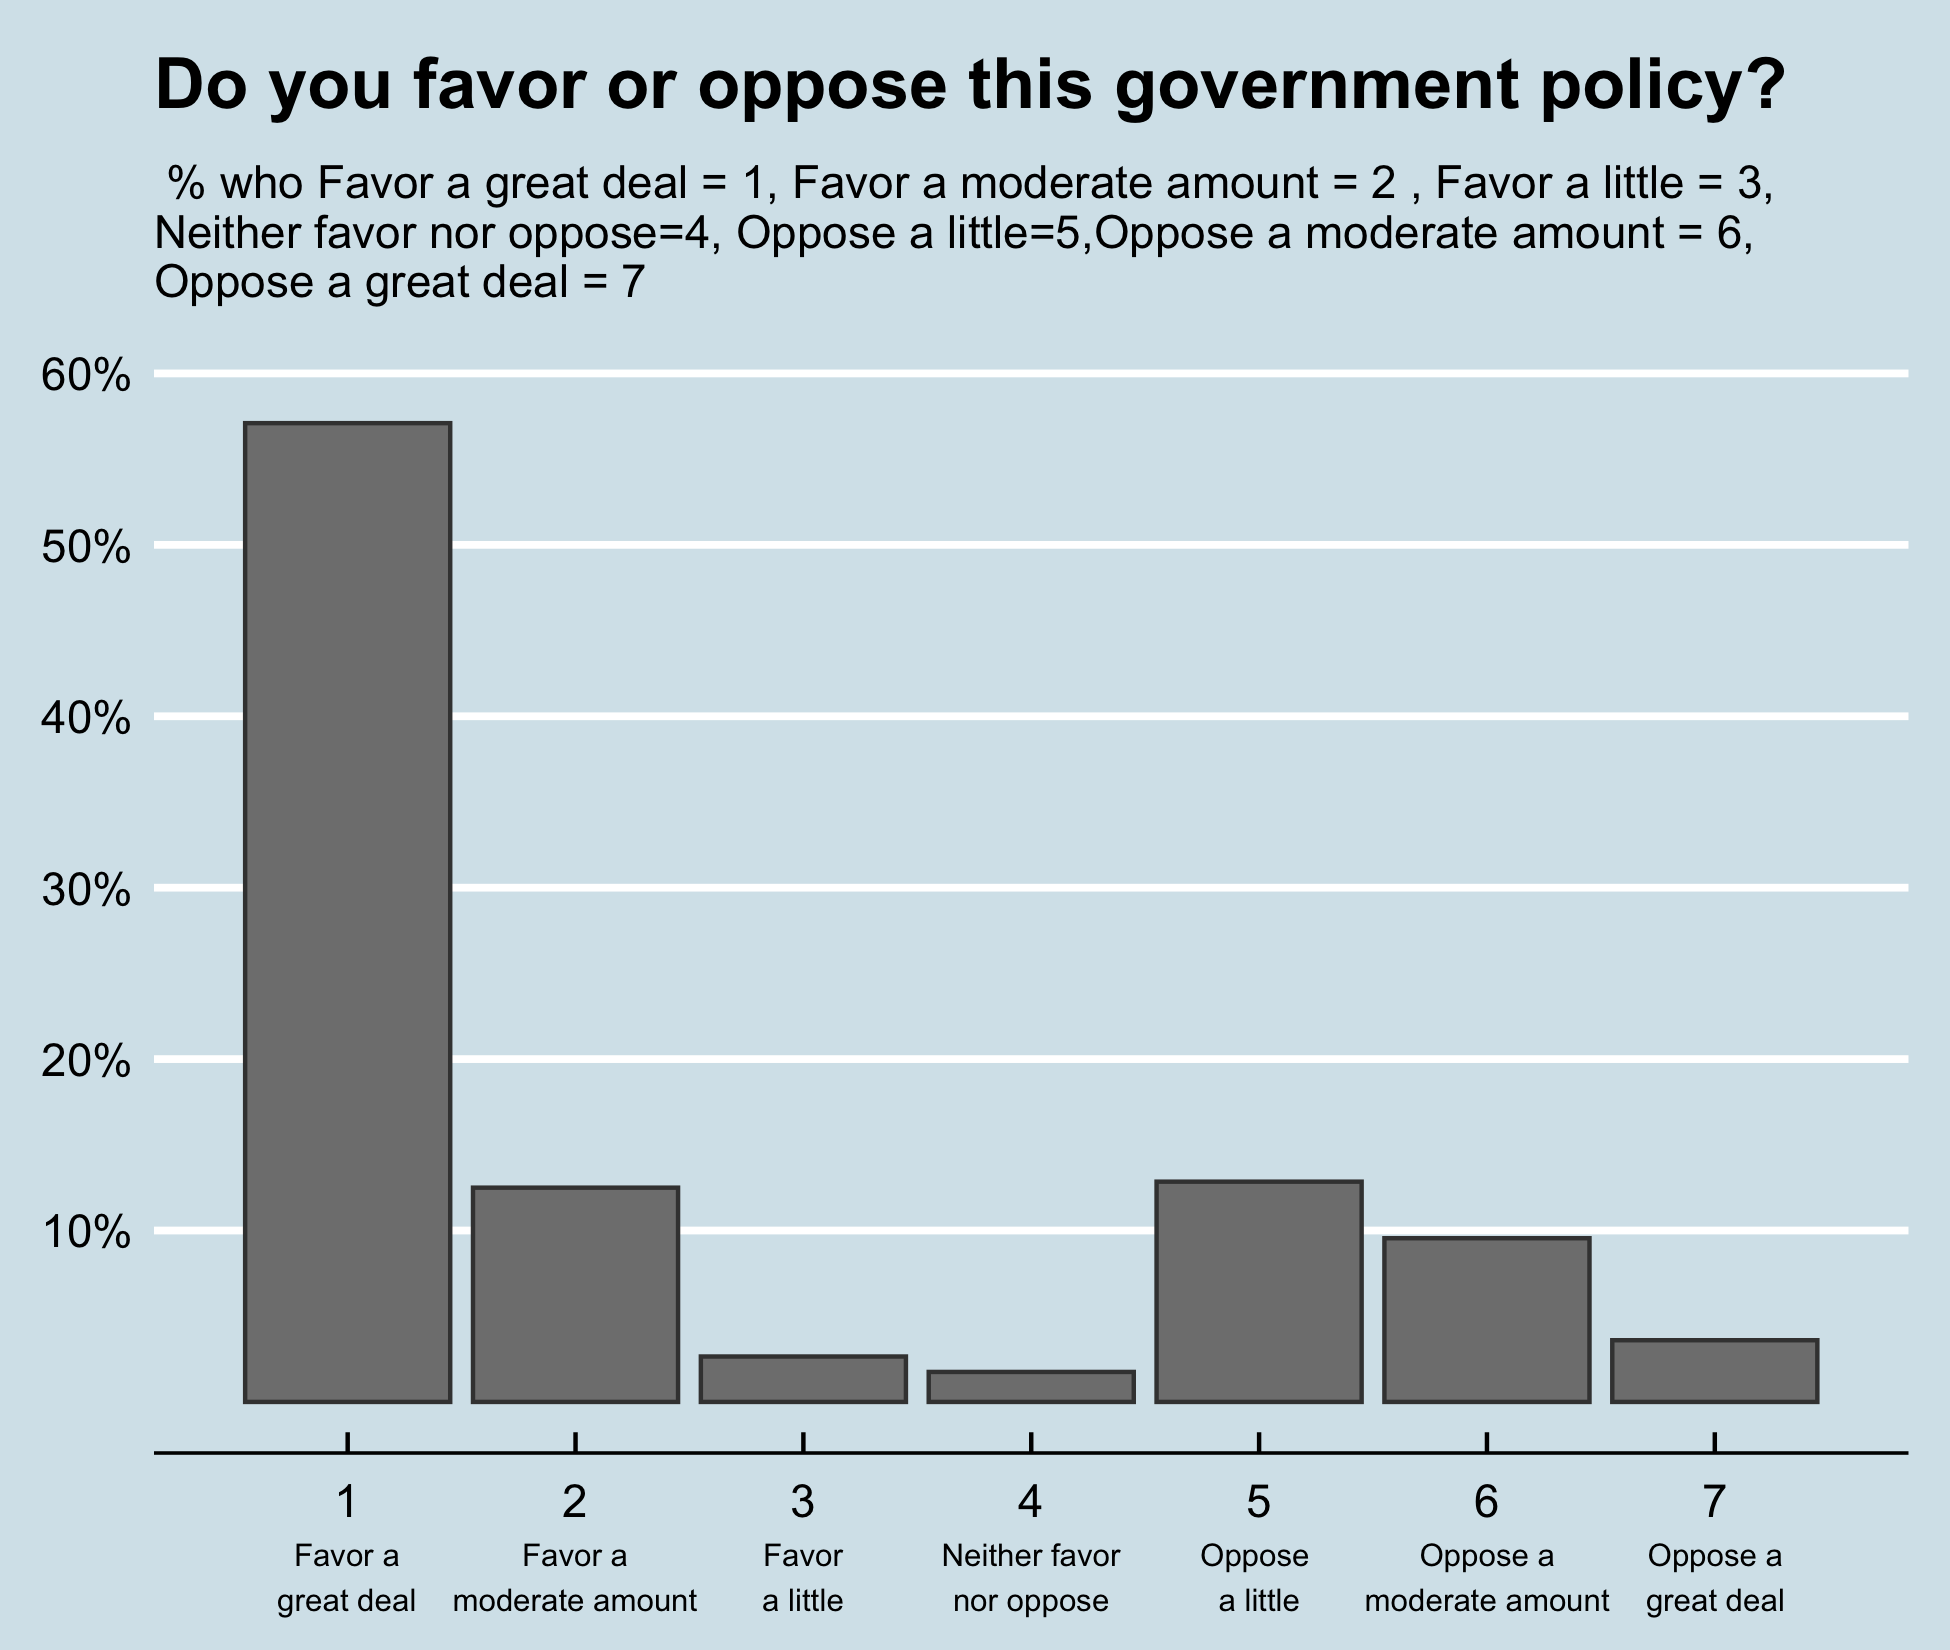 Do you favor or oppose this government policy?
% who Favor a great deal = 1, Favor a moderate amount = 2 , Favor a little = 3,
Neither favor nor oppose=4, Oppose a little=5,Oppose a moderate amount = 6,
Oppose a great deal = 7
60%
50%
40%
30%
20%
10%
1 2 3 4 5 6 7
Favor a Favor a Favor Neither favor Oppose Oppose a Oppose a
great deal moderate amount a little nor oppose a little moderate amount great deal